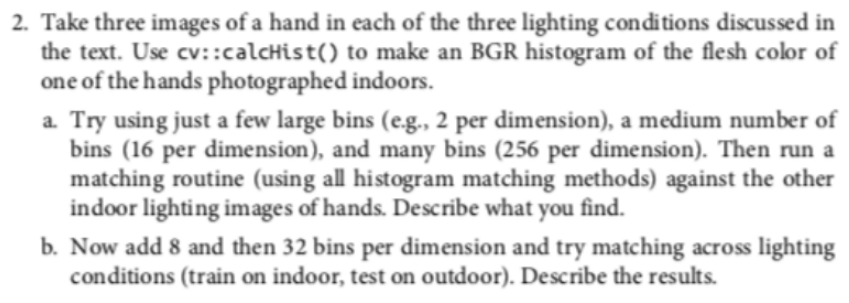 2. Take three images of a hand in each of the three lighting conditions discussed in
the text. Use cv::calcHist() to make an BGR histogram of the flesh color of
one of the hands photographed indoors.
a. Try using just a few large bins (e.g., 2 per dimension), a medium number of
bins (16 per dimension), and many bins (256 per dimension). Then run a
matching routine (using all histogram matching methods) against the other
indoor lighting images of hands. Describe what you find.
b. Now add 8 and then 32 bins per dimension and try matching across lighting
conditions (train on indoor, test on outdoor). Describe the results.